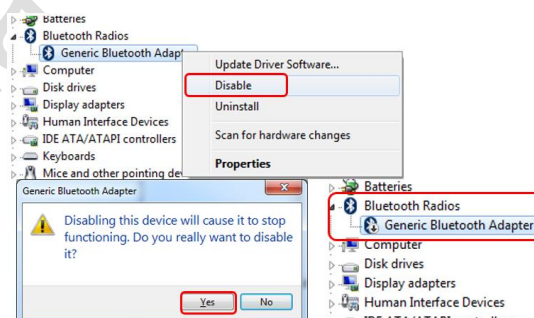 Batteries
Bluetooth Radios
Generic Bluetooth Adapt
Computer
Disk drives
Display adapters
Human Interface Devices
IDE ATA/ATAPI controllers
Keyboards
Mice and other pointing de
Update Driver Software...
Disable
Uninstall
Scan for hardware changes
Properties
Generic Bluetooth Adapter
Disabling this device will cause it to stop
functioning. Do you really want to disable
it?
Yes
No
Batteries
Bluetooth Radios
Generic Bluetooth Adapter
Computer
Disk drives
Display adapters
Human Interface Devices